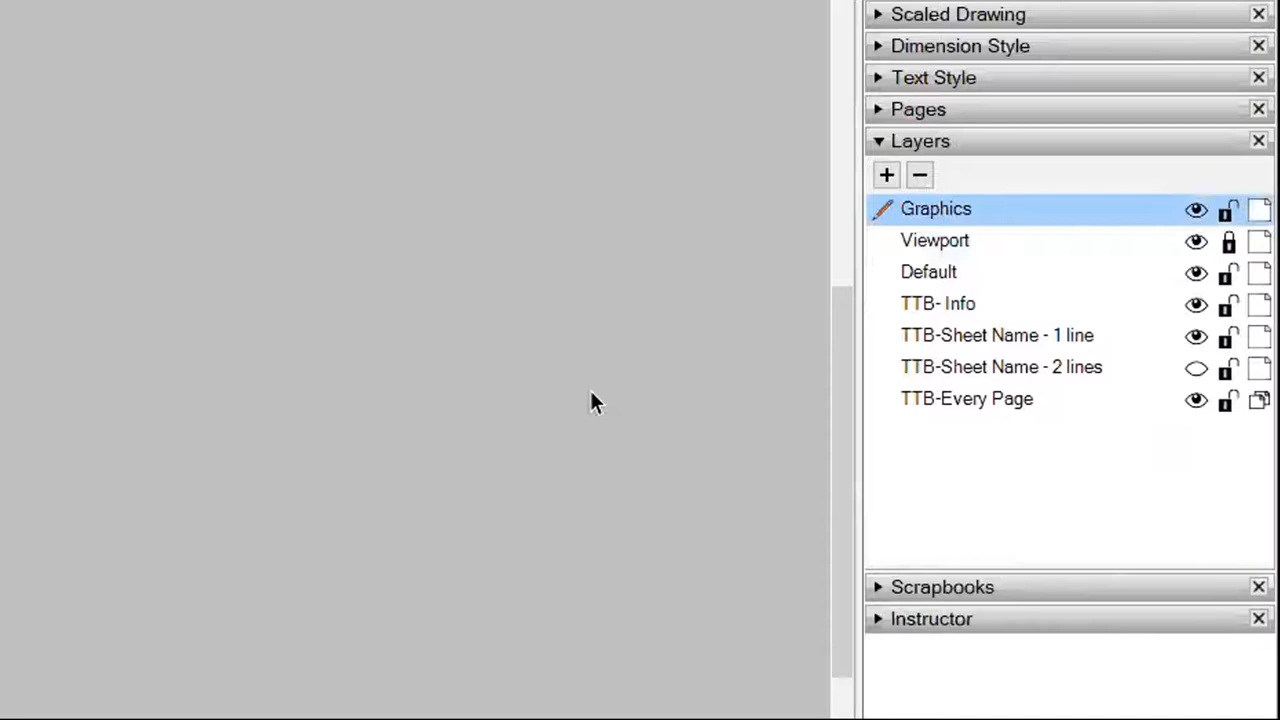 Scaled Drawing
Dimension Style
Text Style
Pages
Layers
Graphics
Viewport
Default
TTB- Info
TTB-Sheet Name - 1 line
TTB-Sheet Name - 2 lines
TTB-Every Page
Scrapbooks
Instructor